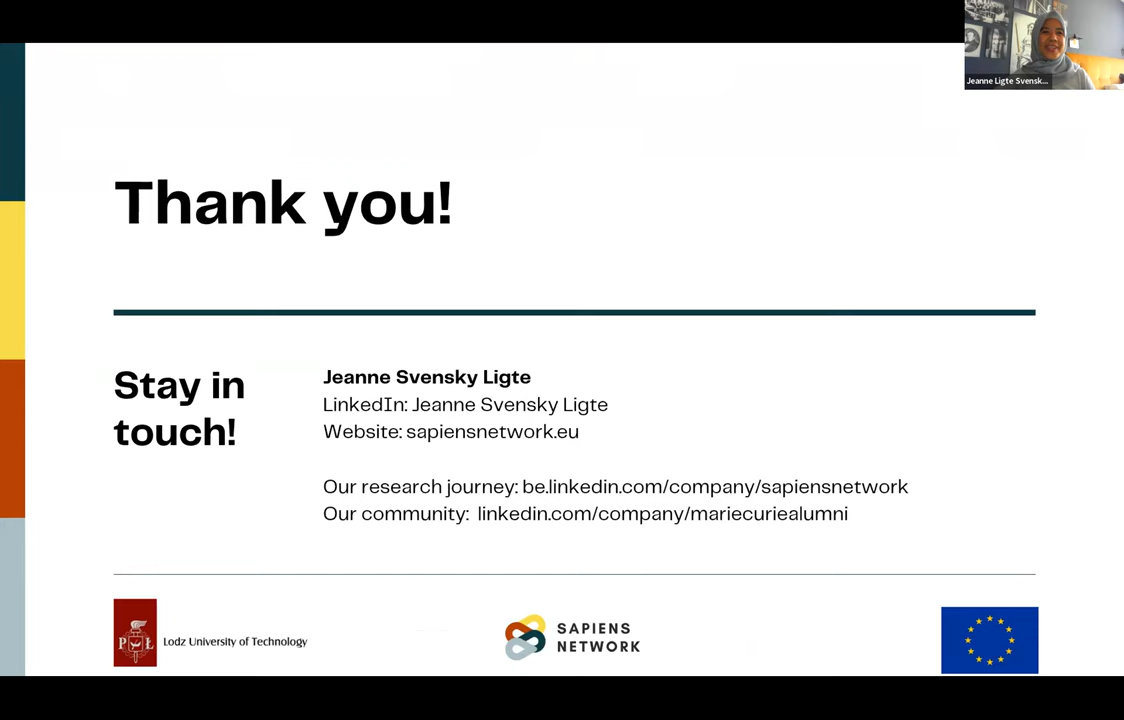 Jeanne Ligte Svensk...
Thank you!
Stay in
touch!
Jeanne Svensky Ligte
LinkedIn: Jeanne Svensky Ligte
Website: sapiensnetwork.eu
Our research journey: be.linkedin.com/company/sapiensnetwork
Our community: linkedin.com/company/mariecuriealumni
P Ł
Lodz University of Technology
SAPIENS
NETWORK